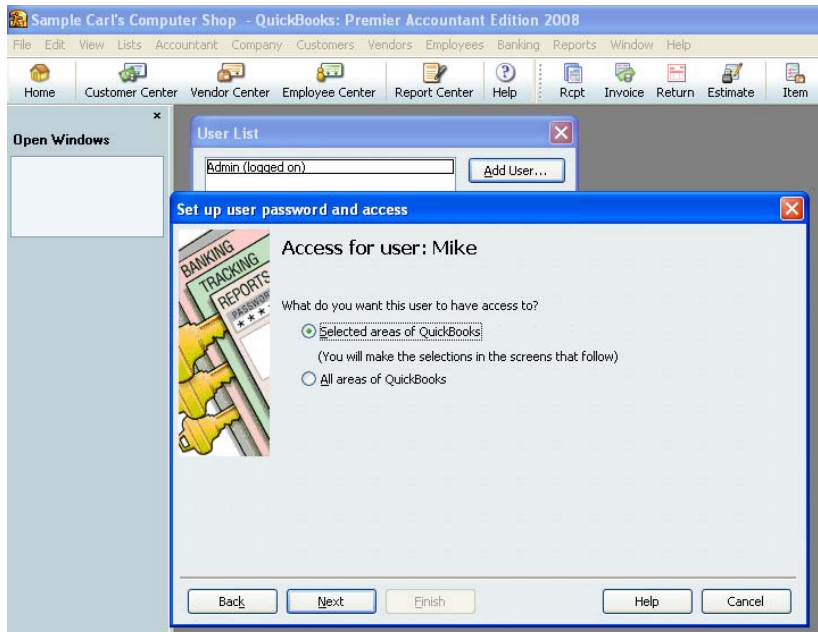 Sample Carl's Computer Shop - QuickBooks: Premier Accountant Edition 2008
File Edit View Lists Accountant Company Customers Vendors Employees Banking Reports Window Help
Home Customer Center Vendor Center Employee Center Report Center Help Rcpt Invoice Return Estimate Item
Open Windows
User List
Admin (logged on)
Add User...
Set up user password and access
BANKING
TRACKING
REPORTS
PASSWORD
****
Access for user: Mike
What do you want this user to have access to?
Selected areas of QuickBooks
(You will make the selections in the screens that follow)
All areas of QuickBooks
Back Next Finish Help Cancel